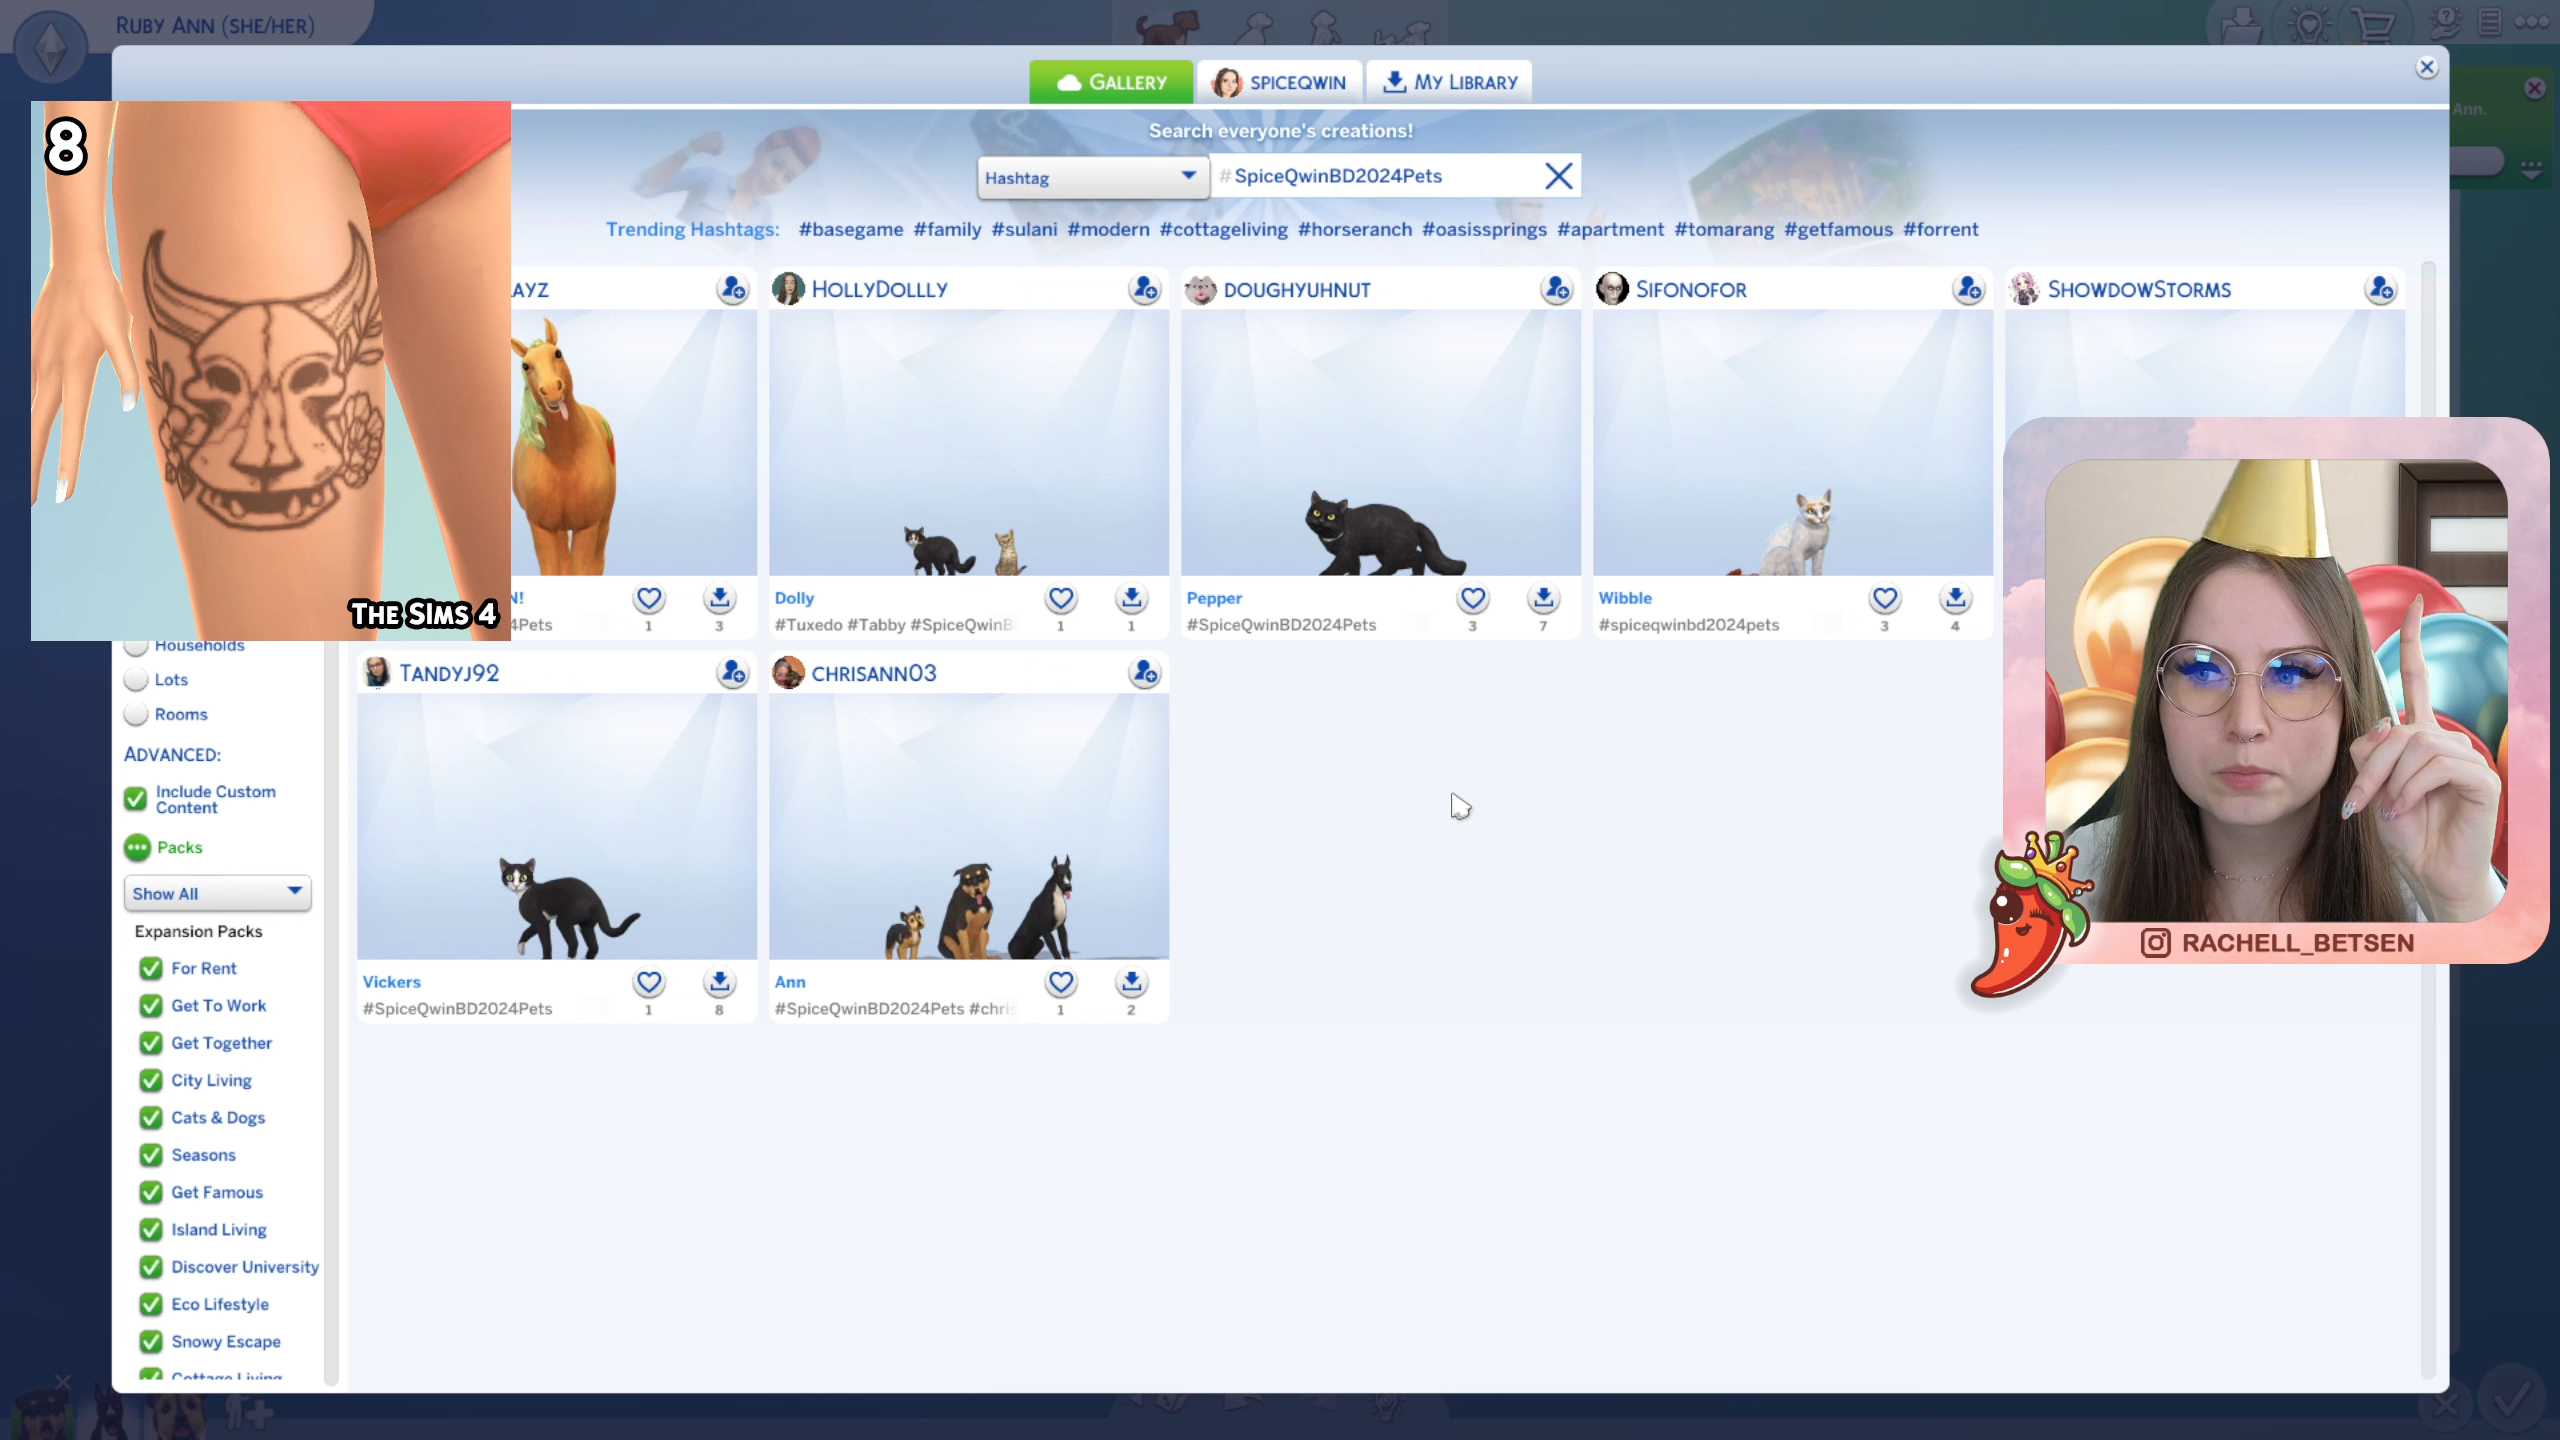 RUBY ANN (SHE/HER)
GALLERY
SPICEQWIN
MY LIBRARY
Ann.
8
Search everyone's creations!
Hashtag
# SpiceQwinBD2024Pets
Trending Hashtags: #basegame #family #sulani #modern #cottageliving #horseranch #oasissprings #apartment #tomarang #getfamous #forrent
AYZ
HOLLYDOLLLY
DOUGHYUHNUT
SIFONOFOR
SHOWDOWSTORMS
THE SIMS 4
N!
4Pets
1
3
Dolly
#Tuxedo #Tabby #SpiceQwinB
1
1
Pepper
#SpiceQwinBD2024Pets
3
7
Wibble
#spiceqwinbd2024pets
3
4
Households
Lots
Rooms
ADVANCED:
Include Custom
Content
Packs
Show All
Expansion Packs
For Rent
Get To Work
Get Together
City Living
Cats & Dogs
Seasons
Get Famous
Island Living
Discover University
Eco Lifestyle
Snowy Escape
Cottage Living
TANDYJ92
CHRISANN03
Vickers
#SpiceQwinBD2024Pets
1
8
Ann
#SpiceQwinBD2024Pets #chris
1
2
RACHELL_BETSEN